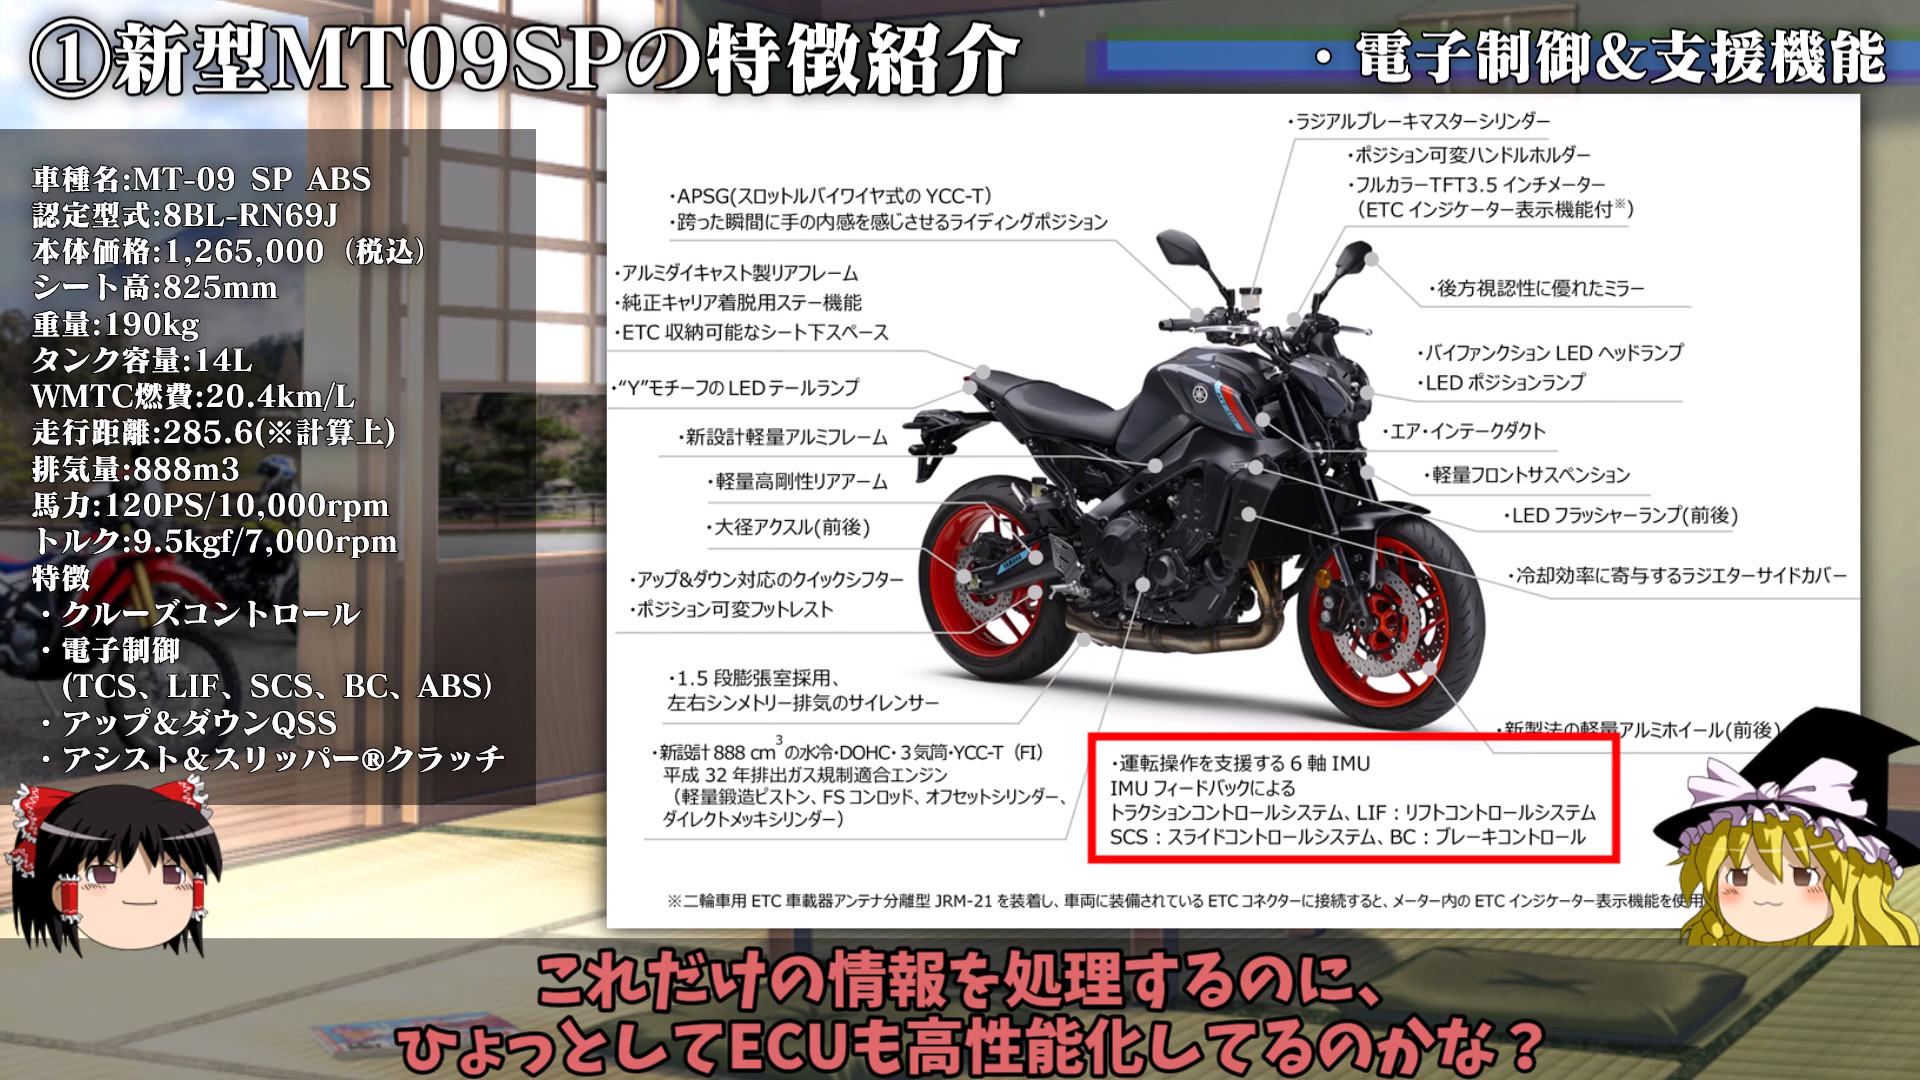 ①新型MT09SPの特徴紹介
・電子制御&支援機能
車種名:MT-09 SP ABS
認定型式:8BL-RN69J
本体価格:1,265,000（税込）
シート高:825mm
重量:190kg
タンク容量:14L
WMTC燃費:20.4km/L
走行距離:285.6(※計算上)
排気量:888m3
馬力:120PS/10,000rpm
トルク:9.5kgf/7,000rpm
特徴
・クルーズコントロール
・電子制御
(TCS、LIF、SCS、BC、ABS）
・アップ&ダウンQSS
・アシスト&スリッパー®クラッチ
・APSG(スロットルバイワイヤ式の YCC-T）
・跨った瞬間に手の内感を感じさせるライディングポジション
・アルミダイキャスト製リアフレーム
・純正キャリア着脱用ステー機能
・ETC 収納可能なシート下スペース
・“Y”モチーフの LED テールランプ
・新設計軽量アルミフレーム
・軽量高剛性リアアーム
・大径アクスル(前後）
・アップ&ダウン対応のクイックシフター
・ポジション可変フットレスト
・1.5 段膨張室採用、
左右シンメトリー排気のサイレンサー
・新設計 888 cm3 の水冷・DOHC・3 気筒・YCC-T（FI）
平成 32 年排出ガス規制適合エンジン
（軽量鍛造ピストン、FS コンロッド、オフセットシリンダー、
ダイレクトメッキシリンダー）
・ラジアルブレーキマスターシリンダー
・ポジション可変ハンドルホルダー
・フルカラーTFT3.5 インチメーター
（ETC インジケーター表示機能付※）
・後方視認性に優れたミラー
・バイファンクション LED ヘッドランプ
・LED ポジションランプ
・エア・インテークダクト
・軽量フロントサスペンション
・LED フラッシャーランプ(前後）
・冷却効率に寄与するラジエターサイドカバー
・新製法の軽量アルミホイール(前後）
・運転操作を支援する 6 軸 IMU
IMU フィードバックによる
トラクションコントロールシステム、LIF：リフトコントロールシステム
SCS：スライドコントロールシステム、BC：ブレーキコントロール
※二輪車用 ETC 車載器アンテナ分離型 JRM-21 を装着し、車両に装備されている ETC コネクターに接続すると、メーター内の ETC インジケーター表示機能を使用
これだけの情報を処理するのに、
ひょっとしてECUも高性能化してるのかな？